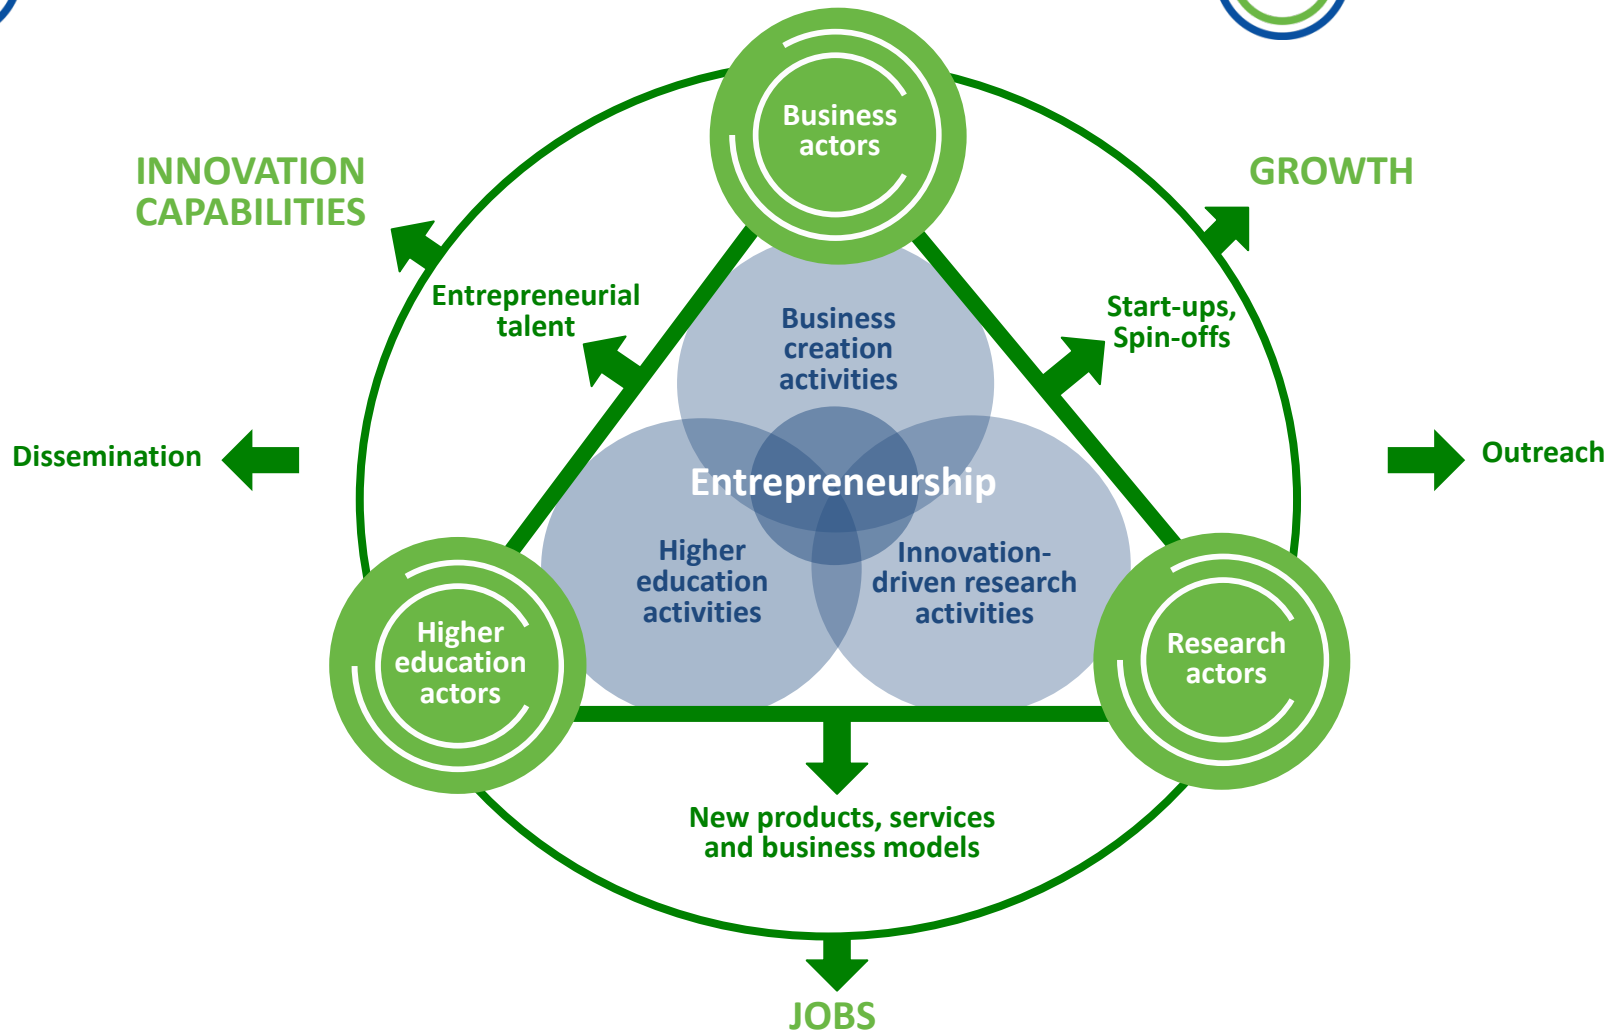 Business
actors
INNOVATION
CAPABILITIES
GROWTH
Entrepreneurial
talent
Business
creation
activities
Start-ups,
Spin-offs
Dissemination
Outreach
Entrepreneurship
Higher
education
activities
Innovation-
driven research
activities
Higher
education
actors
Research
actors
New products, services
and business models
JOBS